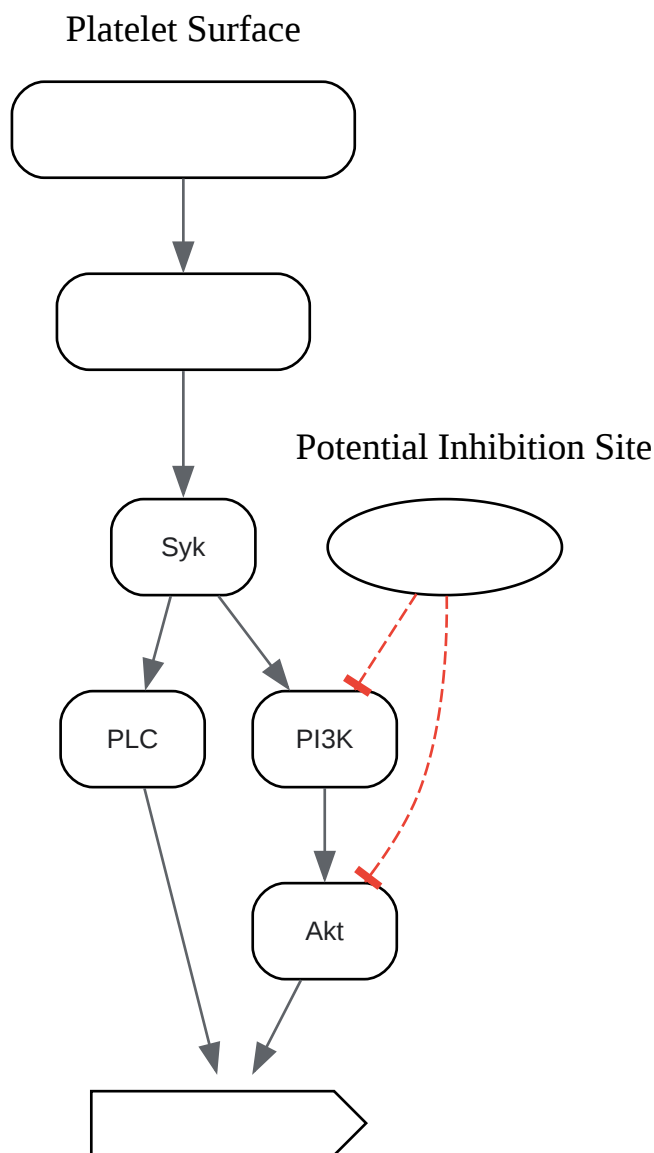 Platelet Surface
Potential Inhibition Site
Syk
PLC
PI3K
Akt